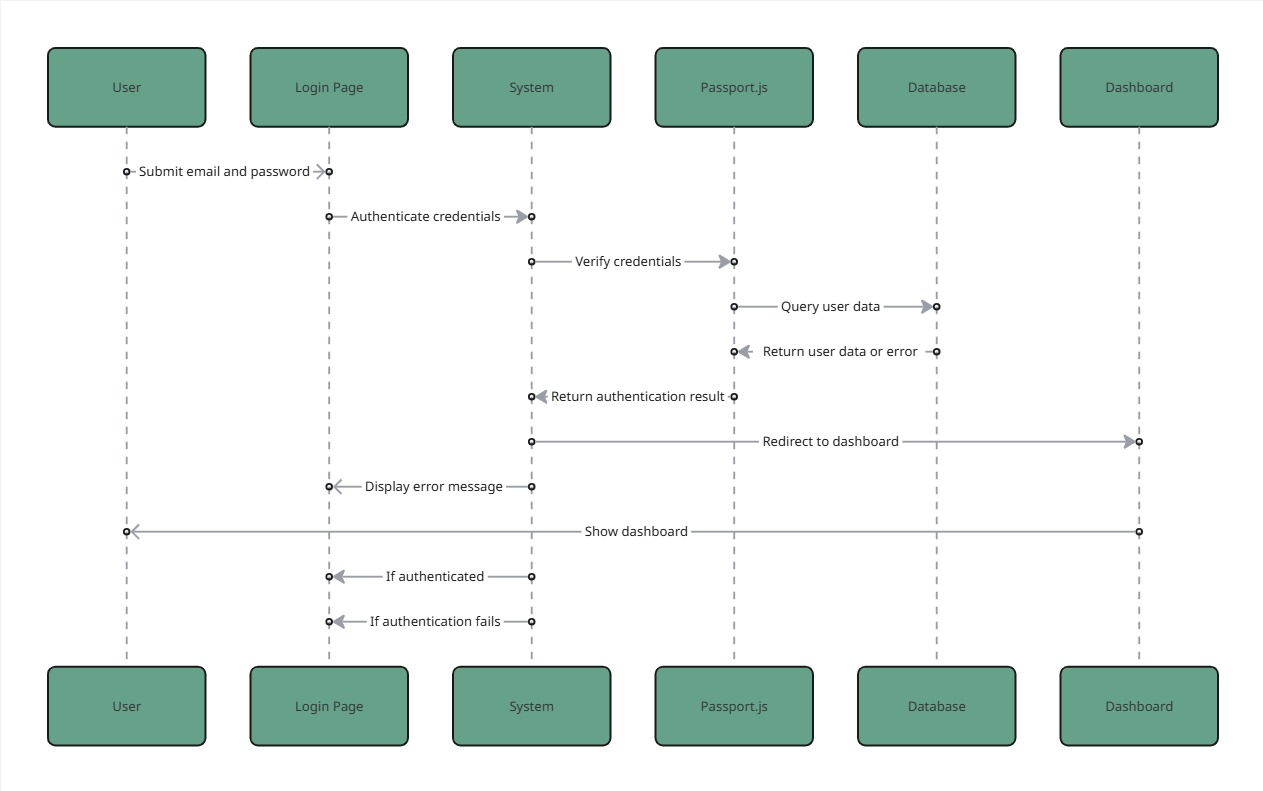 User
Login Page
System
Passport.js
Database
Dashboard
Submit email and password
Authenticate credentials
Verify credentials
Query user data
Return user data or error
Return authentication result
Redirect to dashboard
Display error message
Show dashboard
If authenticated
If authentication fails
User
Login Page
System
Passport.js
Database
Dashboard